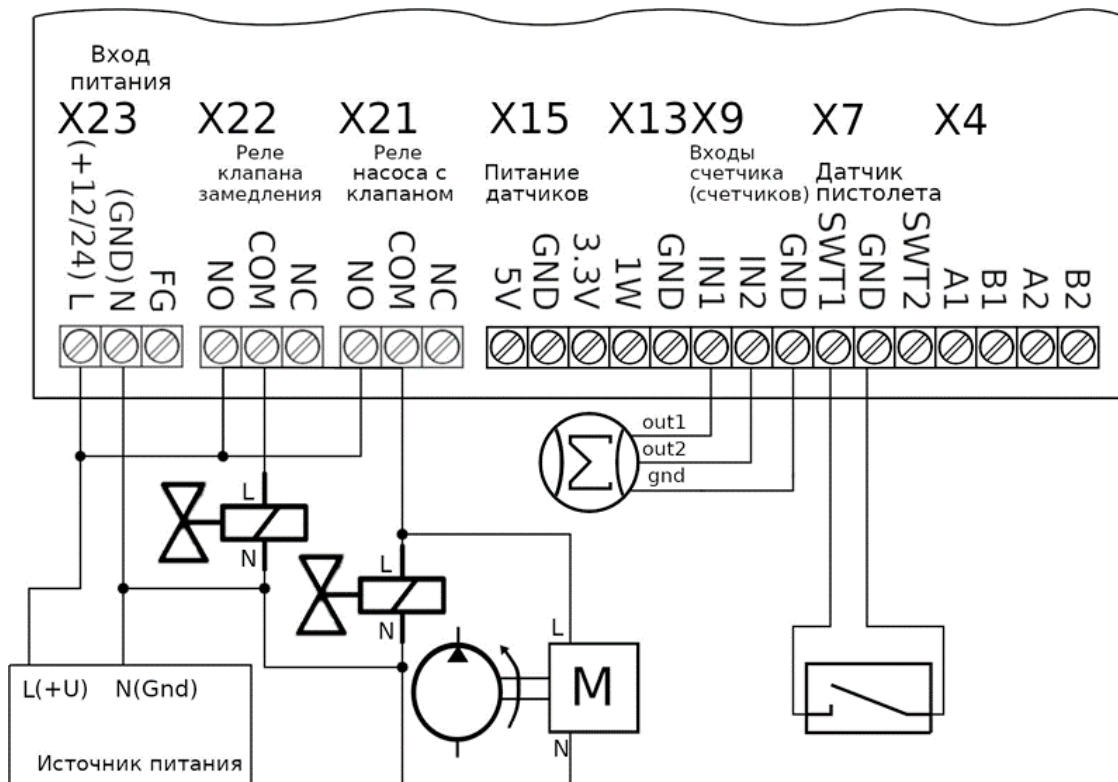 Вход
питания
X23 X22 X21 X15 X13 X9 X7 X4
Реле
клапана
замедления
Реле
насоса с
клапаном
Питание
датчиков
Входы
счетчика
(счетчиков)
Датчик
пистолета
(+12/24) L
(GND) N
FG
NO
COM
NC
NO
COM
NC
5V
GND
3.3V
1W
GND
IN1
IN2
GND
SWT1
GND
SWT2
A1
B1
A2
B2
out1
out2
gnd
L
N
L
N
L
M
N
L(+U) N(Gnd)
Источник питания